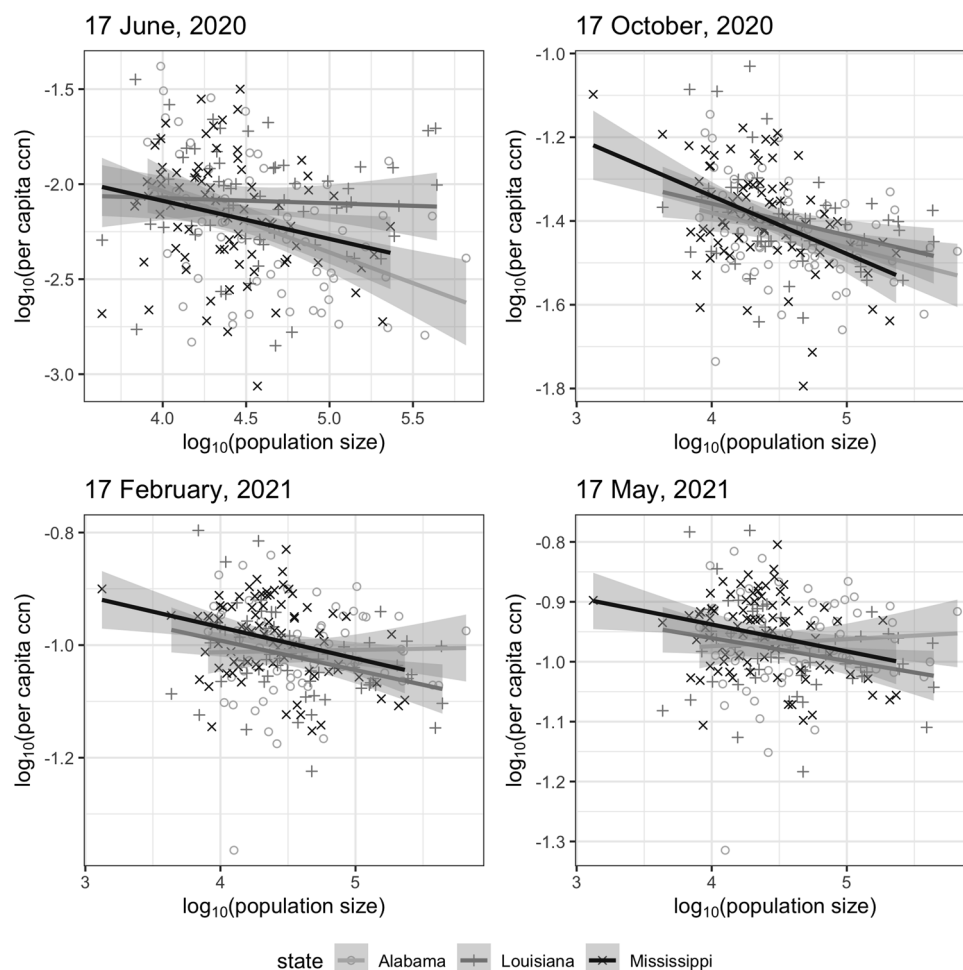 17 June, 2020
17 October, 2020
log10(per capita ccn)
-1.5
-2.0
-2.5
-3.0
4.0
4.5
5.0
5.5
log10(population size)
log10(per capita ccn)
-1.0
-1.2
-1.4
-1.6
-1.8
3
4
5
log10(population size)
17 February, 2021
17 May, 2021
log10(per capita ccn)
-0.8
-1.0
-1.2
3
4
5
log10(population size)
log10(per capita ccn)
-0.8
-0.9
-1.0
-1.1
-1.2
-1.3
3
4
5
log10(population size)
state Alabama Louisiana Mississippi